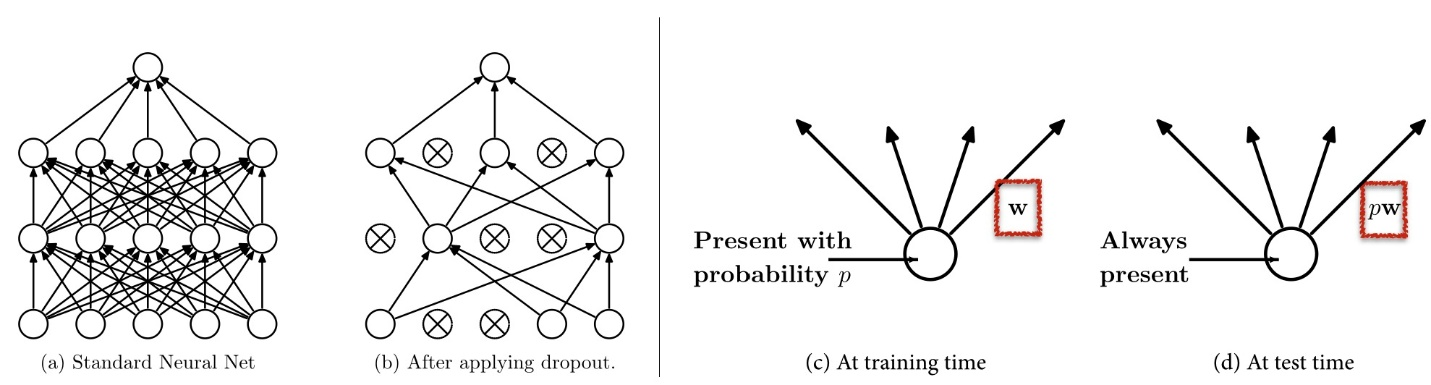 (a) Standard Neural Net
(b) After applying dropout.
Present with
probability p
w
(c) At training time
Always
present
pw
(d) At test time